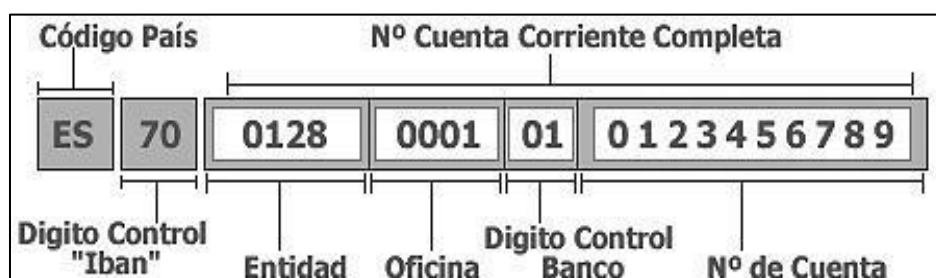 Código País Nº Cuenta Corriente Completa
ES 70 0128 0001 01 0123456789
Digito Control "Iban" Entidad Oficina Digito Control Banco Nº de Cuenta